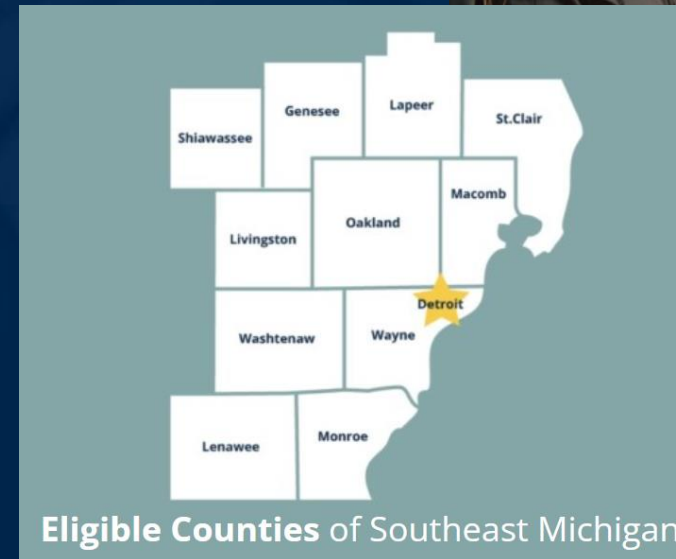 Lapeer
Genesee
St.Clair
Shiawassee
Macomb
Oakland
Livingston
Detroit
Wayne
Washtenaw
Monroe
Lenawee
Eligible Counties of Southeast Michigan